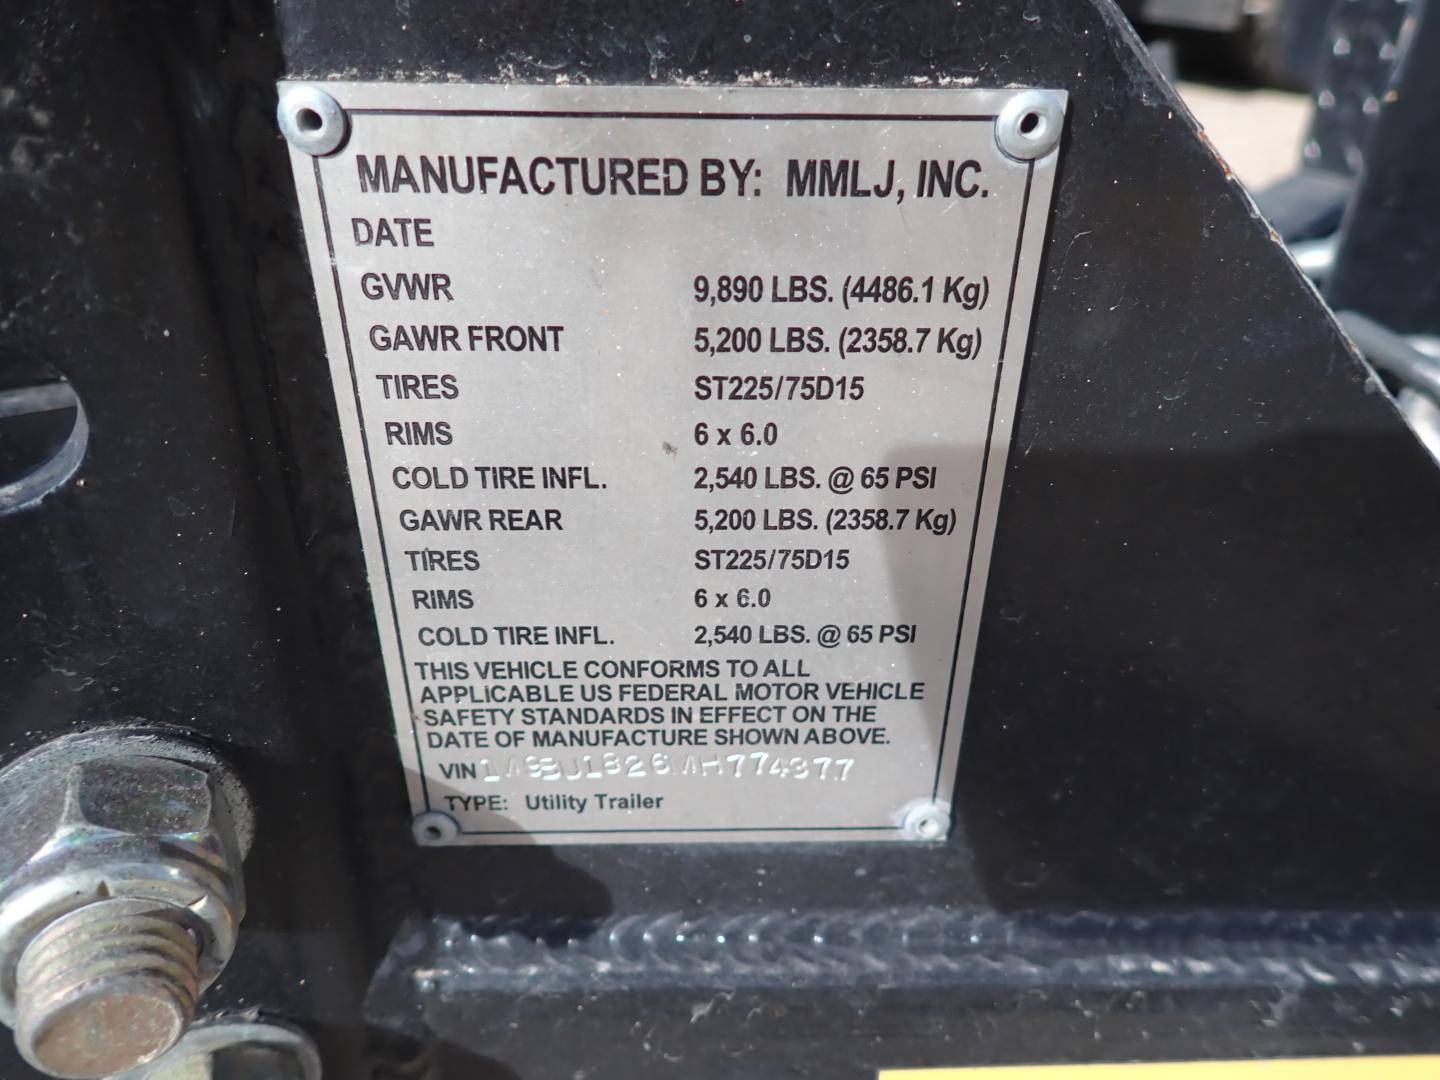 MANUFACTURED BY: MMLJ, INC.
DATE
GVWR 9,890 LBS. (4486.1 Kg)
GAWR FRONT 5,200 LBS. (2358.7 Kg)
TIRES ST225/75D15
RIMS 6 x 6.0
COLD TIRE INFL. 2,540 LBS. @ 65 PSI
GAWR REAR 5,200 LBS. (2358.7 Kg)
TIRES ST225/75D15
RIMS 6 x 6.0
COLD TIRE INFL. 2,540 LBS. @ 65 PSI
THIS VEHICLE CONFORMS TO ALL
APPLICABLE US FEDERAL MOTOR VEHICLE
SAFETY STANDARDS IN EFFECT ON THE
DATE OF MANUFACTURE SHOWN ABOVE.
VIN
TYPE: Utility Trailer